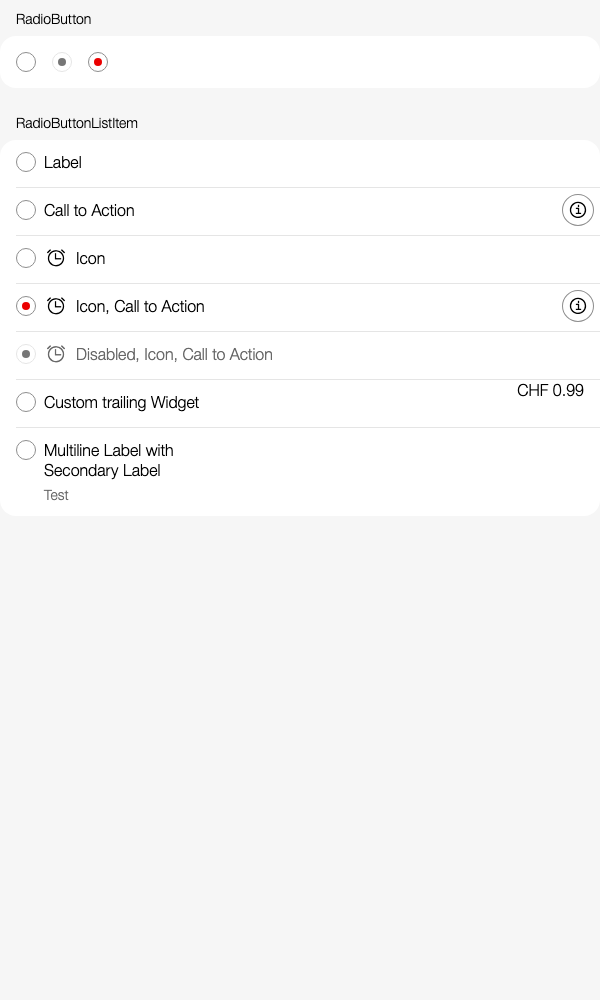 RadioButton
RadioButtonListItem
Label
Call to Action
Icon
Icon, Call to Action
Disabled, Icon, Call to Action
Custom trailing Widget
CHF 0.99
Multiline Label with
Secondary Label
Test